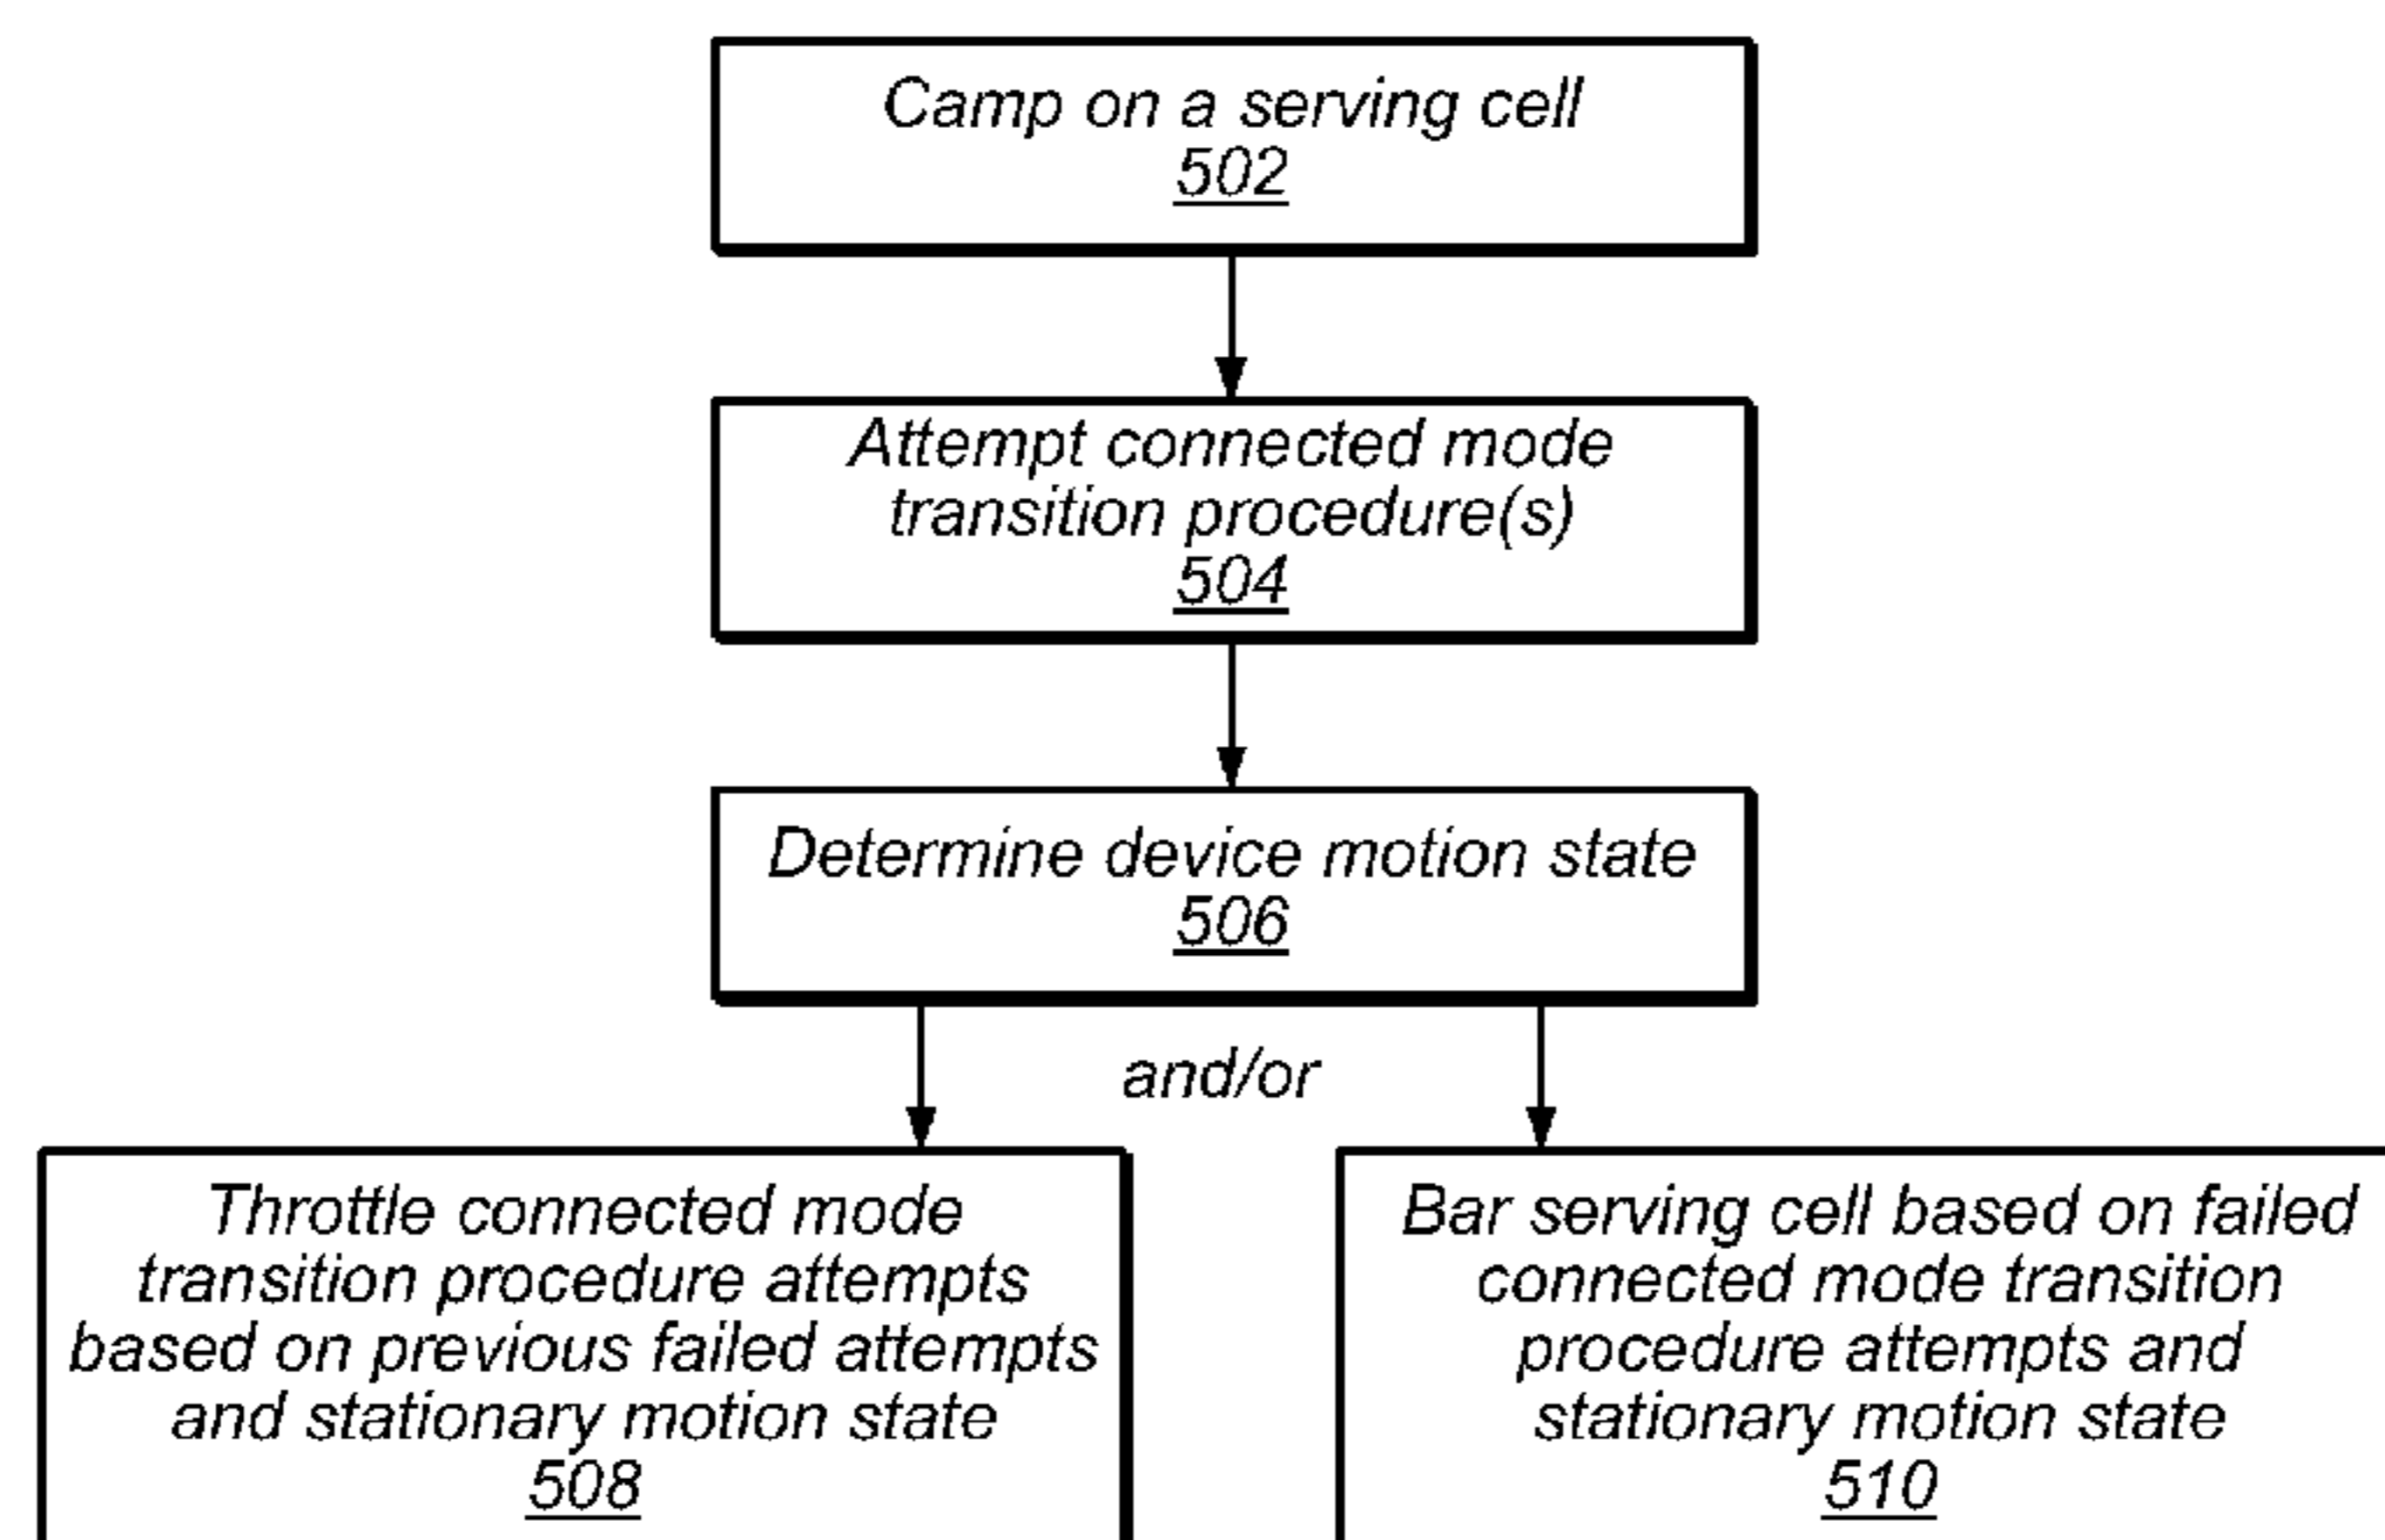 Camp on a serving cell
502
Attempt connected mode
transition procedure(s)
504
Determine device motion state
506
and/or
Throttle connected mode
transition procedure attempts
based on previous failed attempts
and stationary motion state
508
Bar serving cell based on failed
connected mode transition
procedure attempts and
stationary motion state
510